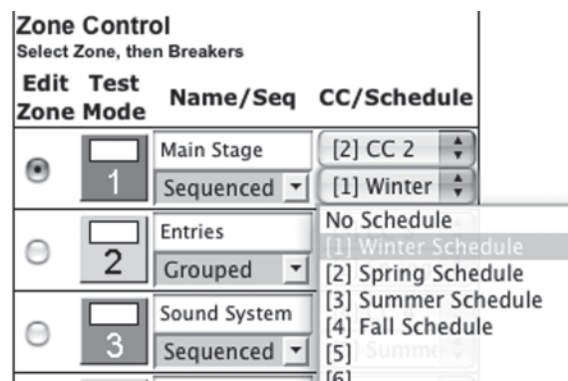 Zone Control
Select Zone, then Breakers
Edit Zone
Test Mode
Name/Seq
CC/Schedule
1
Main Stage
Sequenced
[2] CC 2
[1] Winter
2
Entries
Grouped
3
Sound System
Sequenced
No Schedule
[1] Winter Schedule
[2] Spring Schedule
[3] Summer Schedule
[4] Fall Schedule
[5]
Summe
[6]